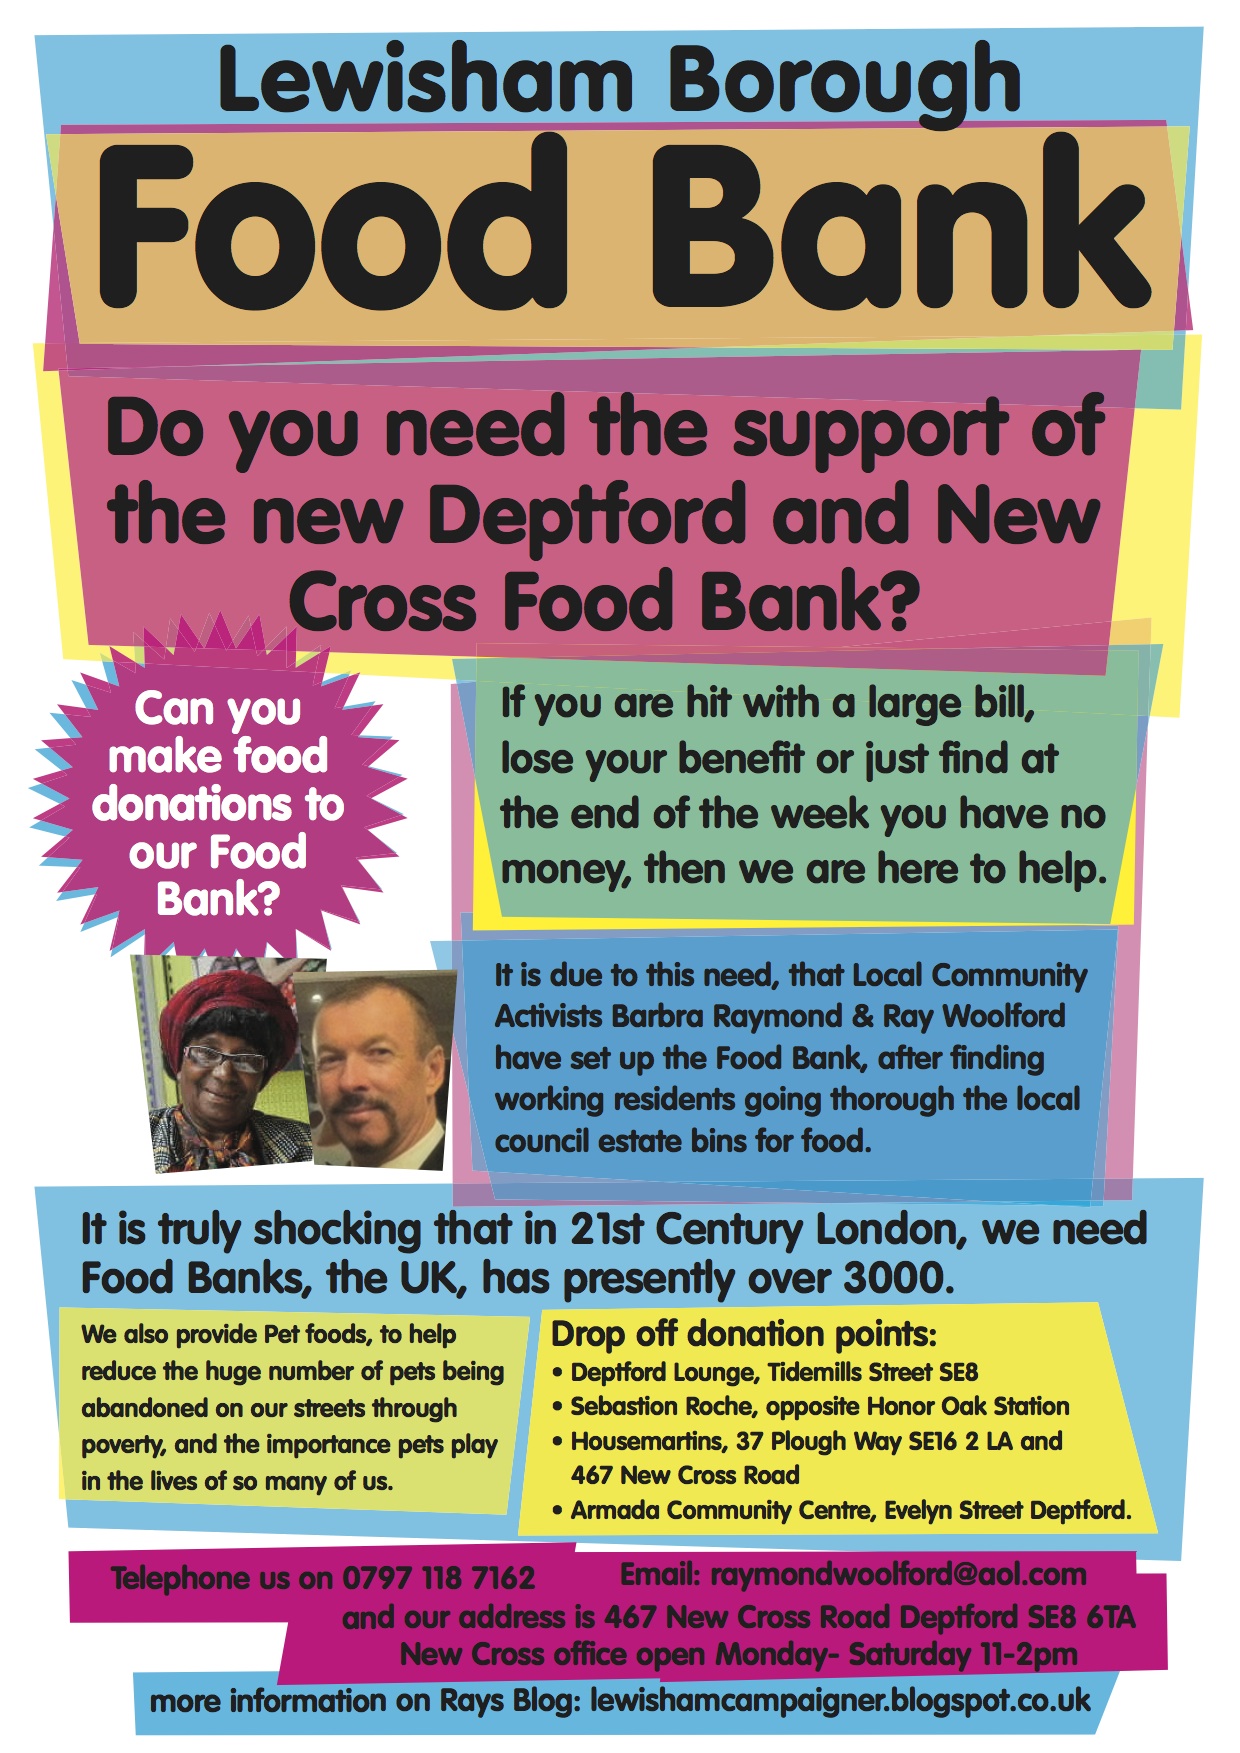 Lewisham Borough
Food Bank
Do you need the support of
the new Deptford and New
Cross Food Bank?
Can you
make food
donations to
our Food
Bank?
If you are hit with a large bill,
lose your benefit or just find at
the end of the week you have no
money, then we are here to help.
It is due to this need, that Local Community
Activists Barbra Raymond & Ray Woolford
have set up the Food Bank, after finding
working residents going thorough the local
council estate bins for food.
It is truly shocking that in 21st Century London, we need
Food Banks, the UK, has presently over 3000.
We also provide Pet foods, to help
reduce the huge number of pets being
abandoned on our streets through
poverty, and the importance pets play
in the lives of so many of us.
Drop off donation points:
• Deptford Lounge, Tidemills Street SE8
• Sebastion Roche, opposite Honor Oak Station
• Housemartins, 37 Plough Way SE16 2 LA and
467 New Cross Road
• Armada Community Centre, Evelyn Street Deptford.
Telephone us on 0797 118 7162
Email: raymondwoolford@aol.com
and our address is 467 New Cross Road Deptford SE8 6TA
New Cross office open Monday- Saturday 11-2pm
more information on Rays Blog: lewishamcampaigner.blogspot.co.uk